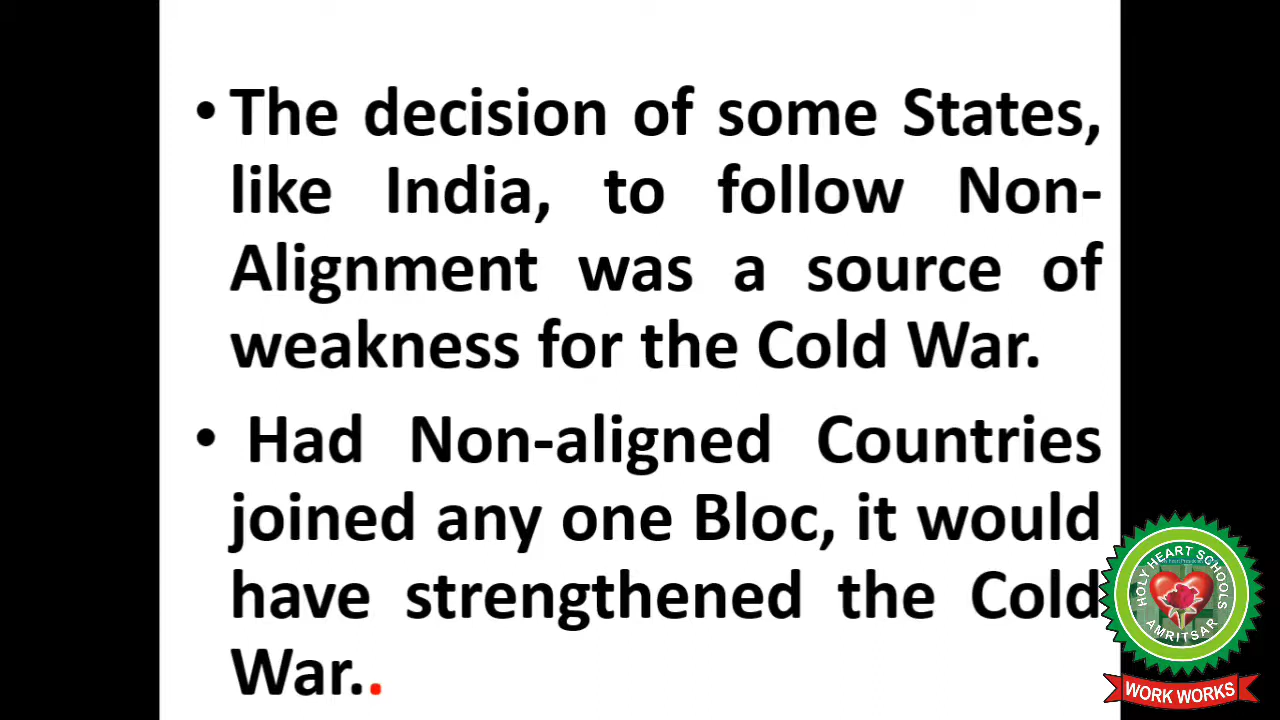 • The decision of some States,
like India, to follow Non-
Alignment was a source of
weakness for the Cold War.
• Had Non-aligned Countries
joined any one Bloc, it would
have strengthened the Cold
War..
HOLY HEART SCHOOLS
AMRITSAR
WORK WORKS